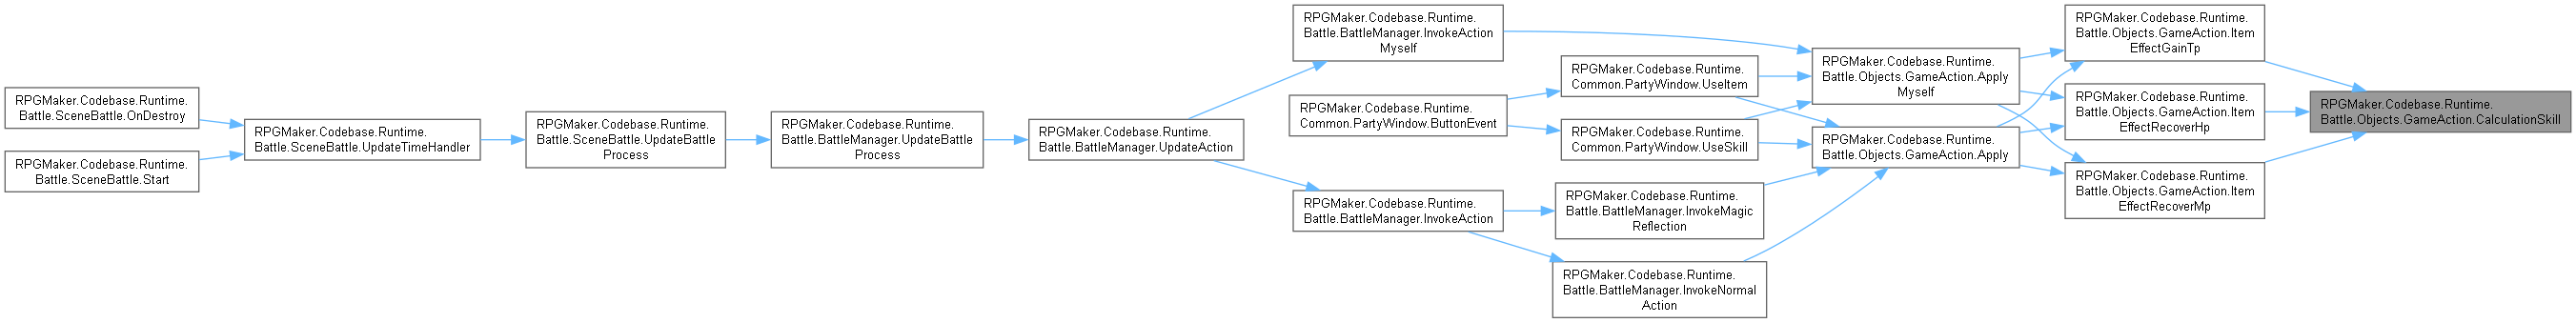 RPGMaker.Codebase.Runtime.
Battle.SceneBattle.OnDestroy
RPGMaker.Codebase.Runtime.
Battle.SceneBattle.Start
RPGMaker.Codebase.Runtime.
Battle.SceneBattle.UpdateTimeHandler
RPGMaker.Codebase.Runtime.
Battle.SceneBattle.UpdateBattle
Process
RPGMaker.Codebase.Runtime.
Battle.BattleManager.UpdateBattle
Process
RPGMaker.Codebase.Runtime.
Battle.BattleManager.UpdateAction
RPGMaker.Codebase.Runtime.
Battle.BattleManager.InvokeAction
Myself
RPGMaker.Codebase.Runtime.
Common.PartyWindow.ButtonEvent
RPGMaker.Codebase.Runtime.
Battle.BattleManager.InvokeAction
RPGMaker.Codebase.Runtime.
Common.PartyWindow.UseItem
RPGMaker.Codebase.Runtime.
Common.PartyWindow.UseSkill
RPGMaker.Codebase.Runtime.
Battle.BattleManager.InvokeMagic
Reflection
RPGMaker.Codebase.Runtime.
Battle.BattleManager.InvokeNormal
Action
RPGMaker.Codebase.Runtime.
Battle.Objects.GameAction.Apply
Myself
RPGMaker.Codebase.Runtime.
Battle.Objects.GameAction.Apply
RPGMaker.Codebase.Runtime.
Battle.Objects.GameAction.Item
EffectGainTp
RPGMaker.Codebase.Runtime.
Battle.Objects.GameAction.Item
EffectRecoverHp
RPGMaker.Codebase.Runtime.
Battle.Objects.GameAction.Item
EffectRecoverMp
RPGMaker.Codebase.Runtime.
Battle.Objects.GameAction.CalculationSkill